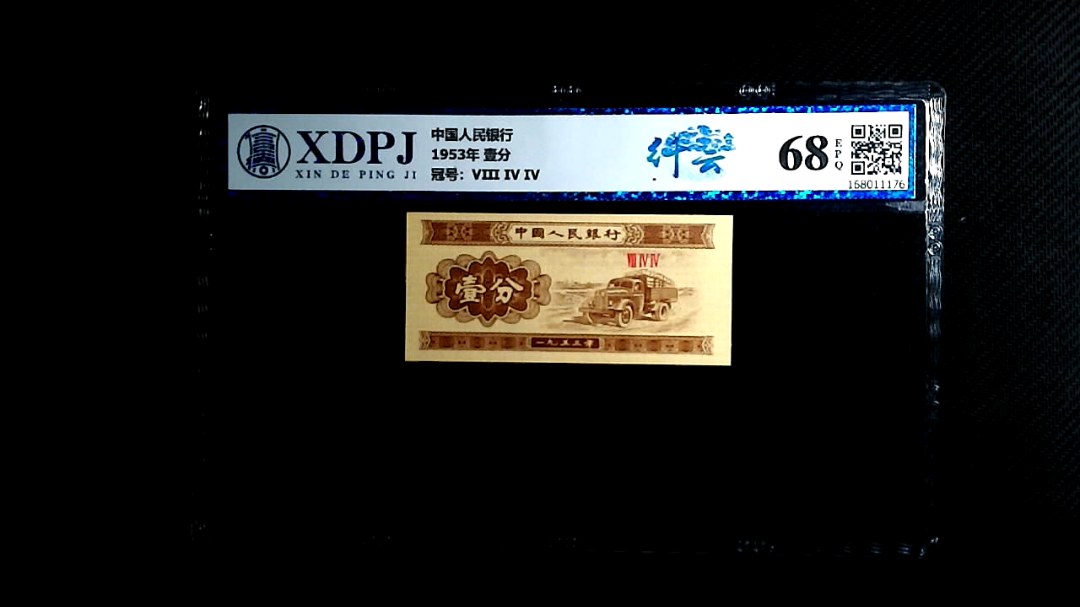 XDPJ
XIN DE PING JI
中国人民银行
1953年 壹分
冠号：VIII IV IV
68
EPQ
168011176
中國人民銀行
VIII IV IV
壹分
一九五三年